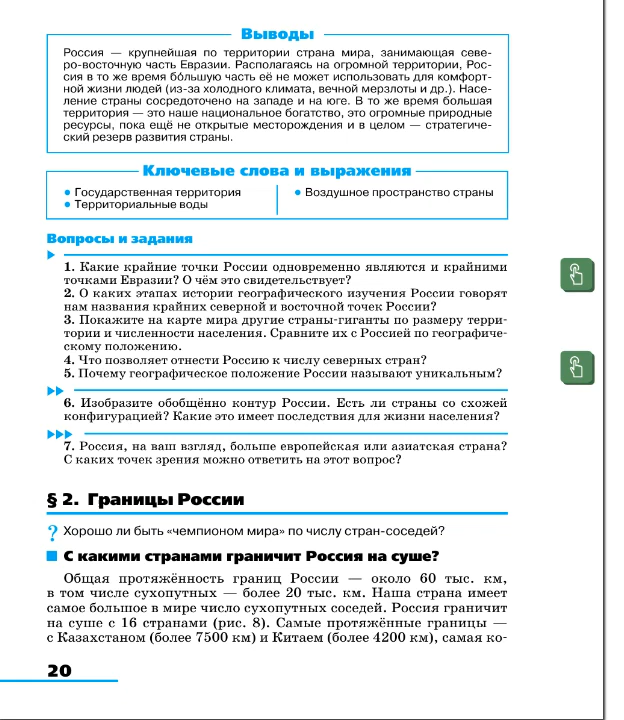 Выводы
Россия — крупнейшая по территории страна мира, занимающая севе-
ро-восточную часть Евразии. Располагаясь на огромной территории, Рос-
сия в то же время бо́льшую часть её не может использовать для комфорт-
ной жизни людей (из-за холодного климата, вечной мерзлоты и др.). Насе-
ление страны сосредоточено на западе и на юге. В то же время большая
территория — это наше национальное богатство, это огромные природные
ресурсы, пока ещё не открытые месторождения и в целом — стратегиче-
ский резерв развития страны.
Ключевые слова и выражения
• Государственная территория
• Территориальные воды
• Воздушное пространство страны
Вопросы и задания
1. Какие крайние точки России одновременно являются и крайними
точками Евразии? О чём это свидетельствует?
2. О каких этапах истории географического изучения России говорят
нам названия крайних северной и восточной точек России?
3. Покажите на карте мира другие страны-гиганты по размеру терри-
тории и численности населения. Сравните их с Россией по географиче-
скому положению.
4. Что позволяет отнести Россию к числу северных стран?
5. Почему географическое положение России называют уникальным?
6. Изобразите обобщённо контур России. Есть ли страны со схожей
конфигурацией? Какие это имеет последствия для жизни населения?
7. Россия, на ваш взгляд, больше европейская или азиатская страна?
С каких точек зрения можно ответить на этот вопрос?
§ 2. Границы России
? Хорошо ли быть «чемпионом мира» по числу стран-соседей?
С какими странами граничит Россия на суше?
Общая протяжённость границ России — около 60 тыс. км,
в том числе сухопутных — более 20 тыс. км. Наша страна имеет
самое большое в мире число сухопутных соседей. Россия граничит
на суше с 16 странами (рис. 8). Самые протяжённые границы —
с Казахстаном (более 7500 км) и Китаем (более 4200 км), самая ко-
20